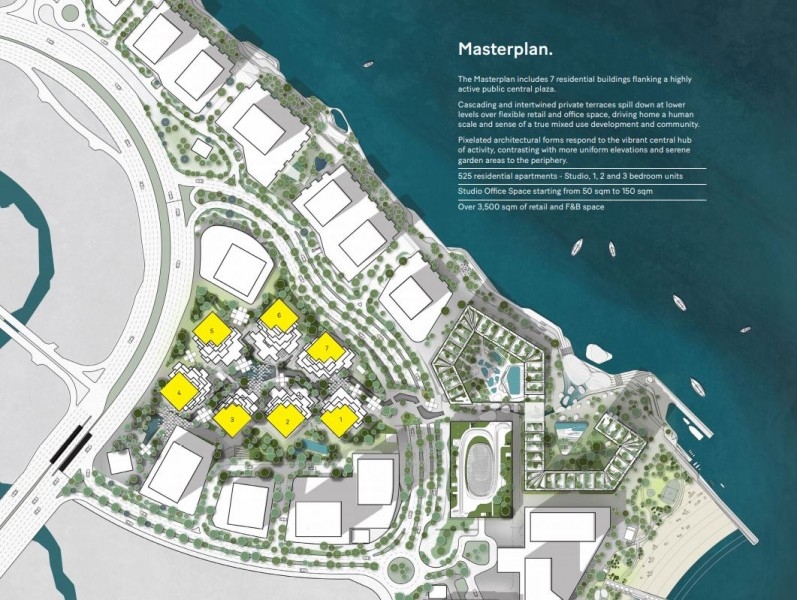 Masterplan.
The Masterplan includes 7 residential buildings flanking a highly
active public central plaza.
Cascading and intertwined private terraces spill down at lower
levels over flexible retail and office space, driving home a human
scale and sense of a true mixed use development and community.
Pixelated architectural forms respond to the vibrant central hub
of activity, contrasting with more uniform elevations and serene
garden areas to the periphery.
525 residential apartments - Studio, 1, 2 and 3 bedroom units
Studio Office Space starting from 50 sqm to 150 sqm
Over 3,500 sqm of retail and F&B space
6
5
7
4
3
2
1